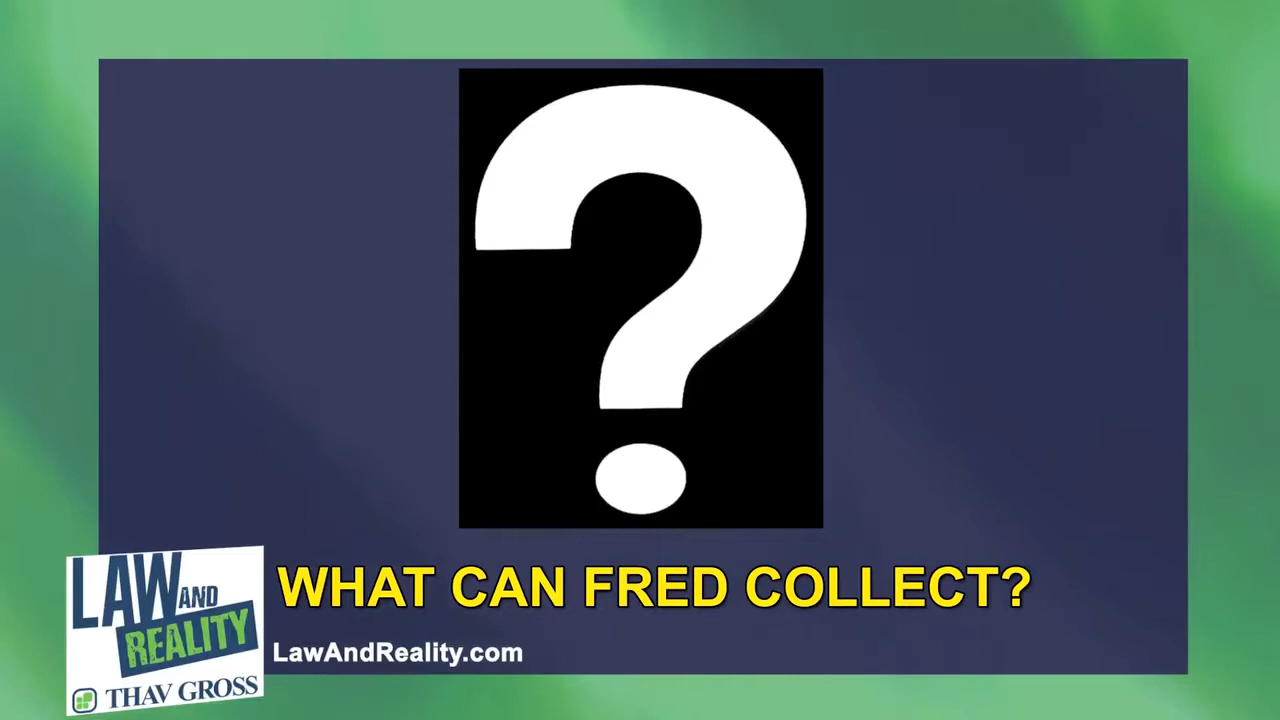 ?
WHAT CAN FRED COLLECT?
LawAndReality.com
LAW AND
REALITY
THAV GROSS